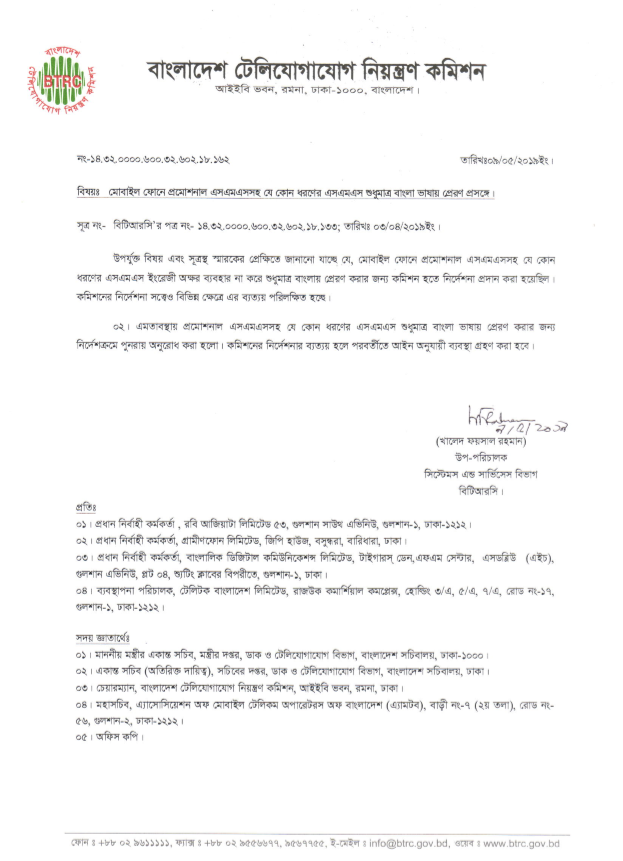 বাংলাদেশ
BTRC
টেলিযোগাযোগ নিয়ন্ত্রণ কমিশন
বাংলাদেশ টেলিযোগাযোগ নিয়ন্ত্রণ কমিশন
আইইবি ভবন, রমনা, ঢাকা-১০০০, বাংলাদেশ।
নং-১৪.৩২.০০০০.৬০০.৩২.৬০২.১৮.১৬২ তারিখঃ০৯/০৫/২০১৯ইং।
বিষয়ঃ মোবাইল ফোনে প্রমোশনাল এসএমএসসহ যে কোন ধরণের এসএমএস শুধুমাত্র বাংলা ভাষায় প্রেরণ প্রসঙ্গে।
সূত্র নং- বিটিআরসি'র পত্র নং- ১৪.৩২.০০০০.৬০০.৩২.৬০২.১৮.১৩৩; তারিখঃ ০৩/০৪/২০১৯ইং।
উপর্যুক্ত বিষয় এবং সূত্রস্থ স্মারকের প্রেক্ষিতে জানানো যাচ্ছে যে, মোবাইল ফোনে প্রমোশনাল এসএমএসসহ যে কোন
ধরণের এসএমএস ইংরেজী অক্ষর ব্যবহার না করে শুধুমাত্র বাংলায় প্রেরণ করার জন্য কমিশন হতে নির্দেশনা প্রদান করা হয়েছিল।
কমিশনের নির্দেশনা সত্ত্বেও বিভিন্ন ক্ষেত্রে এর ব্যত্যয় পরিলক্ষিত হচ্ছে।
০২। এমতাবস্থায় প্রমোশনাল এসএমএসসহ যে কোন ধরণের এসএমএস শুধুমাত্র বাংলা ভাষায় প্রেরণ করার জন্য
নির্দেশক্রমে পুনরায় অনুরোধ করা হলো। কমিশনের নির্দেশনার ব্যত্যয় হলে পরবর্তীতে আইন অনুযায়ী ব্যবস্থা গ্রহণ করা হবে।
(খালেদ ফয়সাল রহমান)
উপ-পরিচালক
সিস্টেমস এন্ড সার্ভিসেস বিভাগ
বিটিআরসি।
প্রতিঃ
০১। প্রধান নির্বাহী কর্মকর্তা , রবি আজিয়াটা লিমিটেড ৫৩, গুলশান সাউথ এভিনিউ, গুলশান-১, ঢাকা-১২১২।
০২। প্রধান নির্বাহী কর্মকর্তা, গ্রামীণফোন লিমিটেড, জিপি হাউজ, বসুন্ধরা, বারিধারা, ঢাকা।
০৩। প্রধান নির্বাহী কর্মকর্তা, বাংলালিক ডিজিটাল কমিউনিকেশন্স লিমিটেড, টাইগারস্ ডেন,এফএম সেন্টার, এসডব্লিউ (এইচ),
গুলশান এভিনিউ, প্লট ০৪, শ্যুটিং ক্লাবের বিপরীতে, গুলশান-১, ঢাকা।
০৪। ব্যবস্থাপনা পরিচালক, টেলিটক বাংলাদেশ লিমিটেড, রাজউক কমার্শিয়াল কমপ্লেক্স, হোল্ডিং ৩/এ, ৫/এ, ৭/এ, রোড নং-১৭,
গুলশান-১, ঢাকা-১২১২।
সদয় জ্ঞাতার্থেঃ
০১। মাননীয় মন্ত্রীর একান্ত সচিব, মন্ত্রীর দপ্তর, ডাক ও টেলিযোগাযোগ বিভাগ, বাংলাদেশ সচিবালয়, ঢাকা-১০০০।
০২। একান্ত সচিব (অতিরিক্ত দায়িত্ব), সচিবের দপ্তর, ডাক ও টেলিযোগাযোগ বিভাগ, বাংলাদেশ সচিবালয়, ঢাকা।
০৩। চেয়ারম্যান, বাংলাদেশ টেলিযোগাযোগ নিয়ন্ত্রণ কমিশন, আইইবি ভবন, রমনা, ঢাকা।
০৪। মহাসচিব, এ্যাসোসিয়েশন অফ মোবাইল টেলিকম অপারেটরস অফ বাংলাদেশ (এ্যামটব), বাড়ী নং-৭ (২য় তলা), রোড নং-
৫৬, গুলশান-২, ঢাকা-১২১২।
০৫। অফিস কপি।
ফোন ঃ +৮৮ ০২ ৯৬১১১১১, ফ্যাক্স ঃ +৮৮ ০২ ৯৫৫৬৬৭৭, ৯৫৬৭৭৫৫, ই-মেইল ঃ info@btrc.gov.bd, ওয়েব ঃ www.btrc.gov.bd